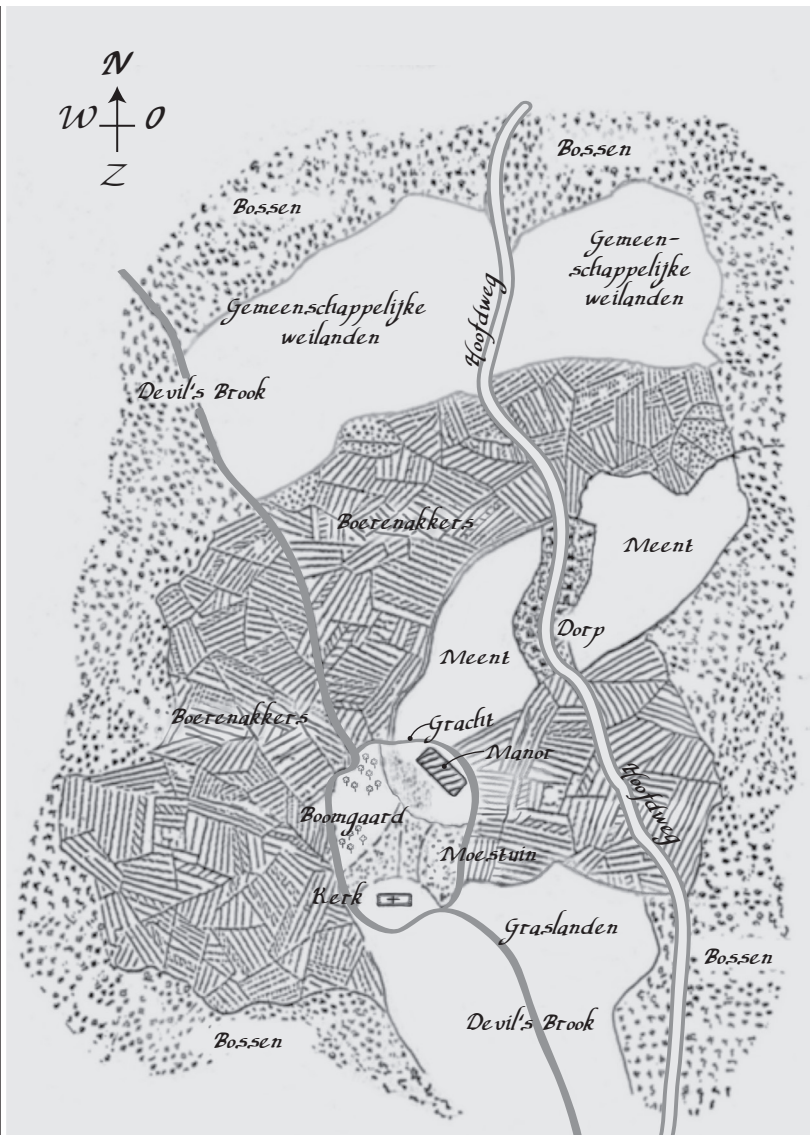 N
W O
Z
Bossen
Bossen
Gemeen-
schappelijke
weilanden
Gemeenschappelijke
weilanden
Hoofdweg
Devil's Brook
Boerenakkers
Meent
Dorp
Meent
Boerenakkers
Gracht
Manor
Hoofdweg
Boomgaard
Moestuin
Kerk
Graslanden
Bossen
Devil's Brook
Bossen